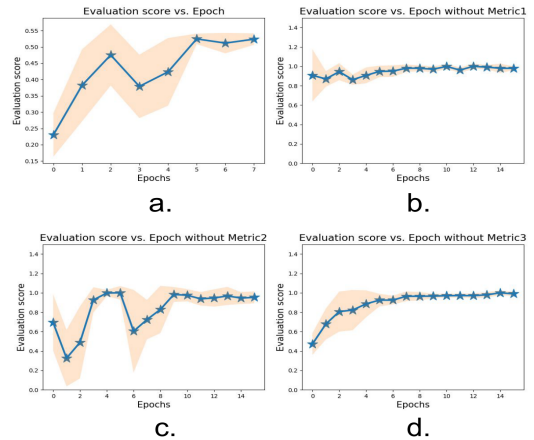 Evaluation score vs. Epoch
Evaluation score
0.55
0.50
0.45
0.40
0.35
0.30
0.25
0.20
0.15
0 1 2 3 4 5 6 7
Epochs
a.
Evaluation score vs. Epoch without Metric1
Evaluation score
1.4
1.2
1.0
0.8
0.6
0.4
0.2
0.0
0 2 4 6 8 10 12 14
Epochs
b.
Evaluation score vs. Epoch without Metric2
Evaluation score
1.4
1.2
1.0
0.8
0.6
0.4
0.2
0.0
0 2 4 6 8 10 12 14
Epochs
c.
Evaluation score vs. Epoch without Metric3
Evaluation score
1.4
1.2
1.0
0.8
0.6
0.4
0.2
0.0
0 2 4 6 8 10 12 14
Epochs
d.